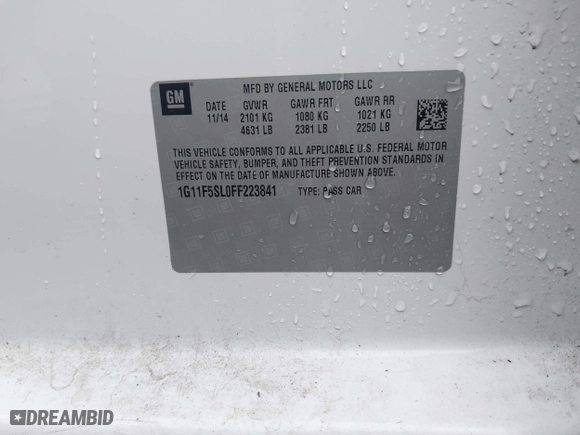 GM
MFD BY GENERAL MOTORS LLC
DATE GVWR GAWR FRT GAWR RR
11/14 2101 KG 1080 KG 1021 KG
4631 LB 2381 LB 2250 LB
THIS VEHICLE CONFORMS TO ALL APPLICABLE U.S. FEDERAL MOTOR
VEHICLE SAFETY, BUMPER, AND THEFT PREVENTION STANDARDS IN
EFFECT ON THE DATE OF MANUFACTURE SHOWN ABOVE.
1G11F5SL0FF223841 TYPE: PASS CAR
DREAMBID